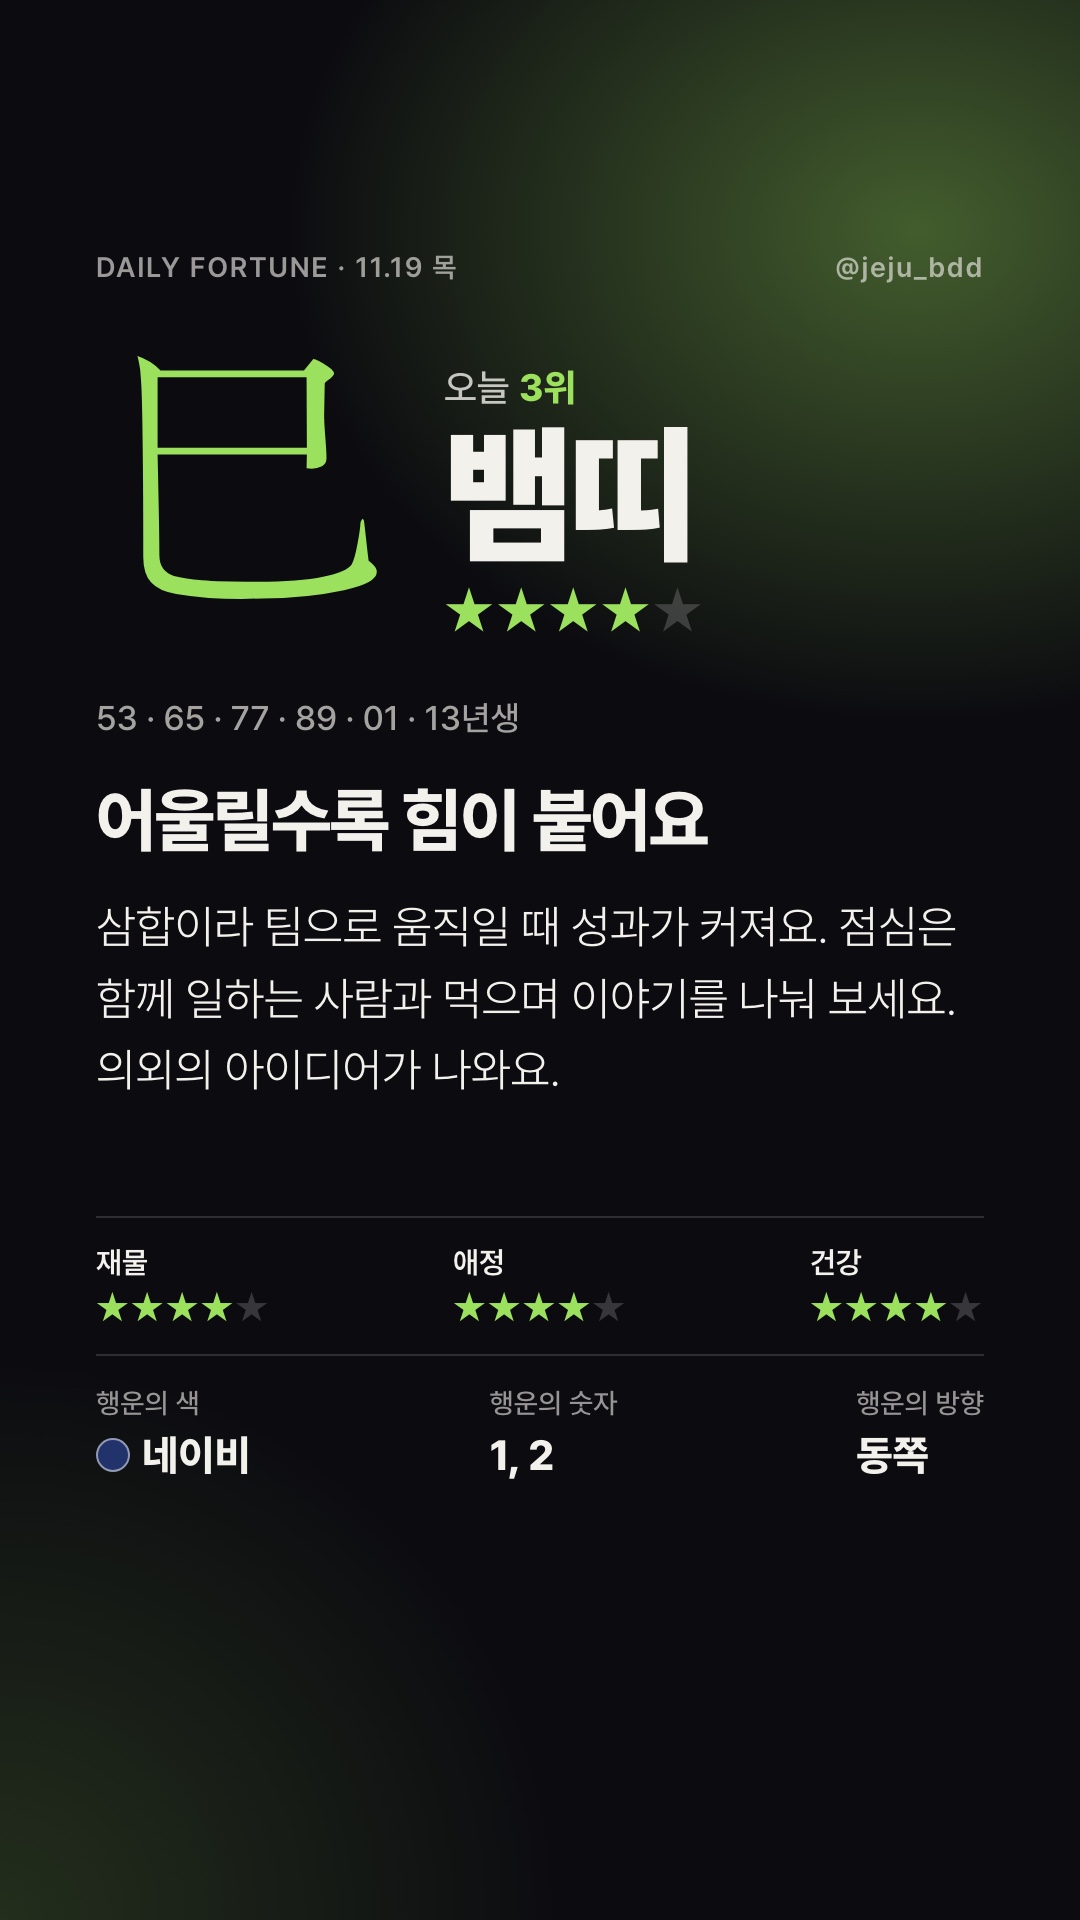 DAILY FORTUNE · 11.19 목
@jeju_bdd
巳
오늘 3위
뱀띠
★★★★★
53 · 65 · 77 · 89 · 01 · 13년생
어울릴수록 힘이 붙어요
삼합이라 팀으로 움직일 때 성과가 커져요. 점심은
함께 일하는 사람과 먹으며 이야기를 나눠 보세요.
의외의 아이디어가 나와요.
재물
★★★★★
애정
★★★★★
건강
★★★★★
행운의 색
네이비
행운의 숫자
1, 2
행운의 방향
동쪽